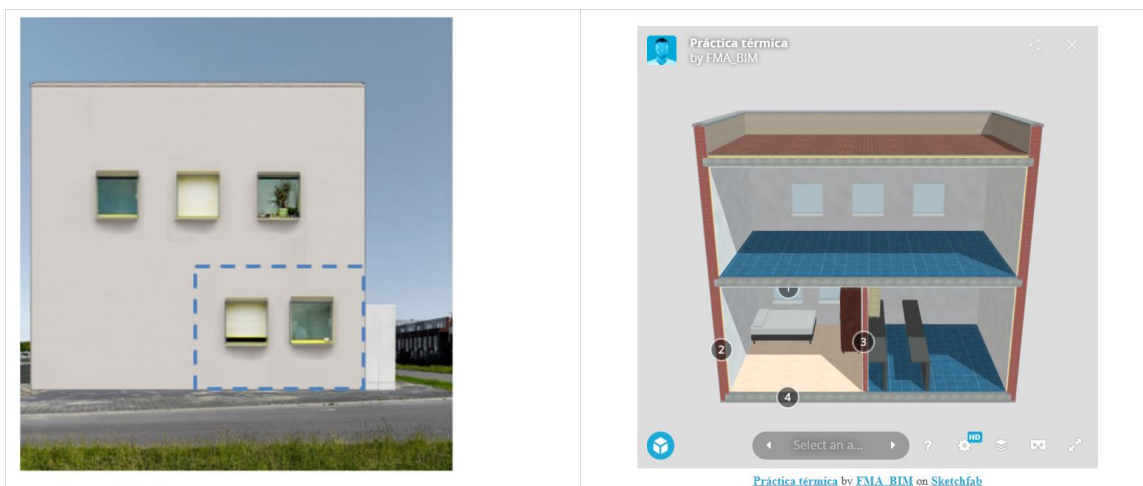 Práctica térmica
by FMA_BIM
1
2
3
4
Select an a...
?
HD
Práctica térmica by FMA_BIM on Sketchfab